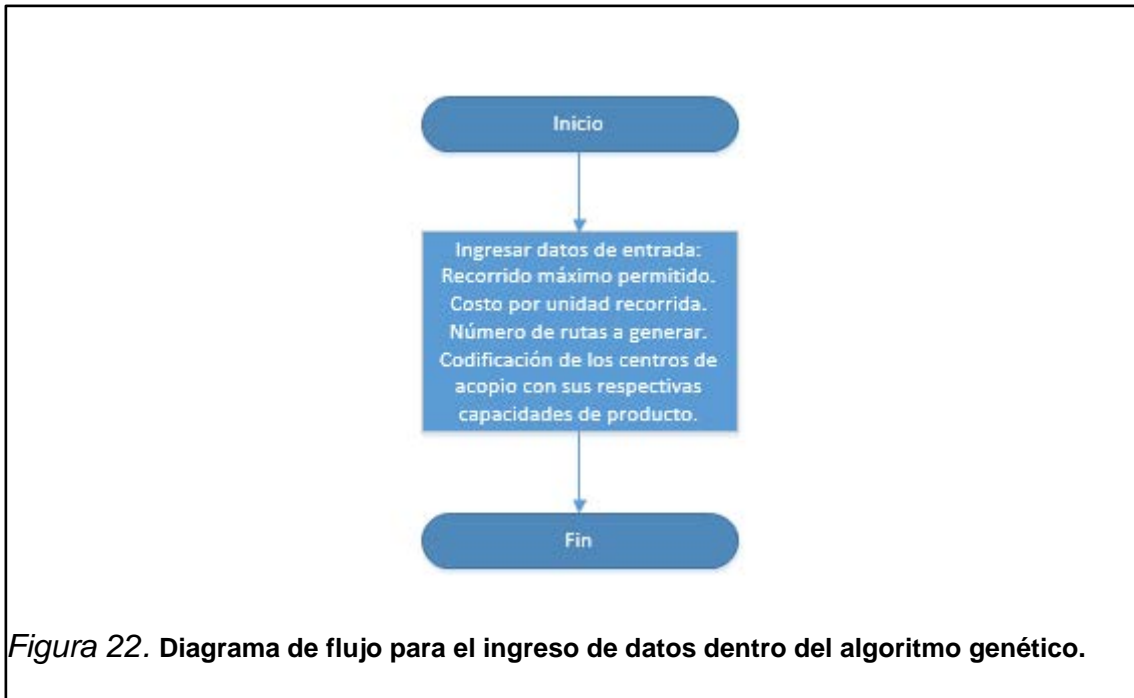 Inicio
Ingresar datos de entrada:
Recorrido máximo permitido.
Costo por unidad recorrida.
Número de rutas a generar.
Codificación de los centros de
acopio con sus respectivas
capacidades de producto.
Fin
Figura 22. Diagrama de flujo para el ingreso de datos dentro del algoritmo genético.